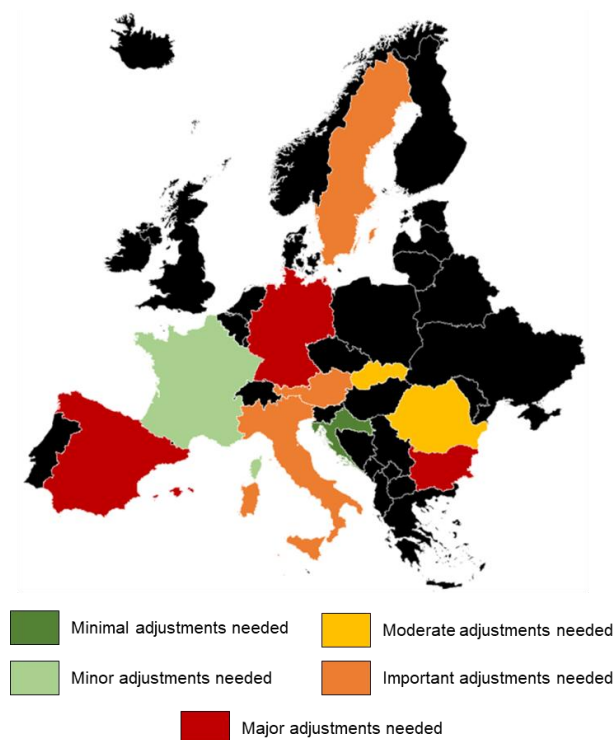 Minimal adjustments needed
Moderate adjustments needed
Minor adjustments needed
Important adjustments needed
Major adjustments needed